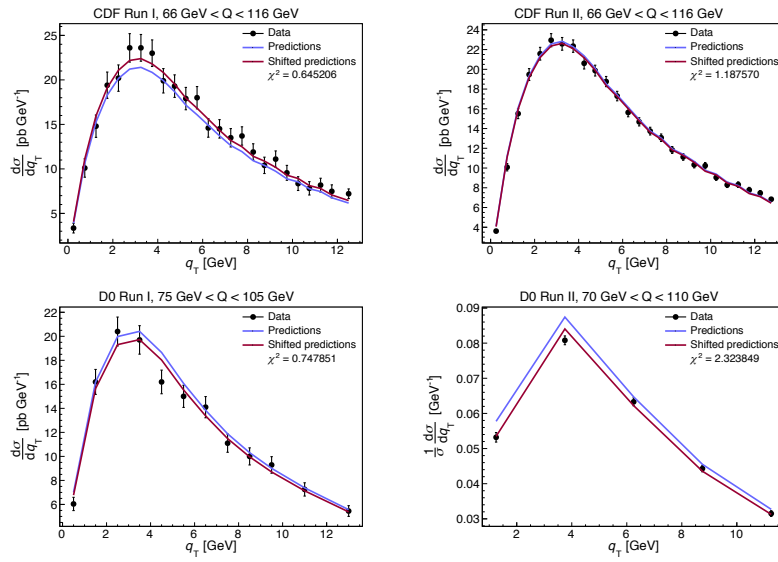 CDF Run I, 66 GeV < Q < 116 GeV
Data
Predictions
Shifted predictions
χ² = 0.645206
dσ/dq_T [pb GeV⁻¹]
25
20
15
10
5
0 2 4 6 8 10 12
q_T [GeV]
CDF Run II, 66 GeV < Q < 116 GeV
Data
Predictions
Shifted predictions
χ² = 1.187570
dσ/dq_T [pb GeV⁻¹]
24
22
20
18
16
14
12
10
8
6
4
0 2 4 6 8 10 12
q_T [GeV]
D0 Run I, 75 GeV < Q < 105 GeV
Data
Predictions
Shifted predictions
χ² = 0.747851
dσ/dq_T [pb GeV⁻¹]
22
20
18
16
14
12
10
8
6
0 2 4 6 8 10 12
q_T [GeV]
D0 Run II, 70 GeV < Q < 110 GeV
Data
Predictions
Shifted predictions
χ² = 2.323849
1/σ dσ/dq_T [GeV⁻¹]
0.09
0.08
0.07
0.06
0.05
0.04
0.03
2 4 6 8 10
q_T [GeV]